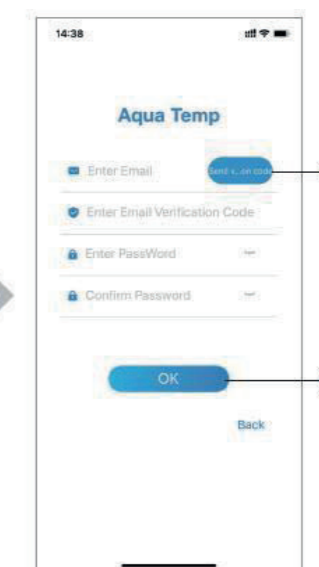 14:38
Aqua Temp
Enter Email
Enter Email Verification Code
Enter PassWord
Confirm Password
OK
Back